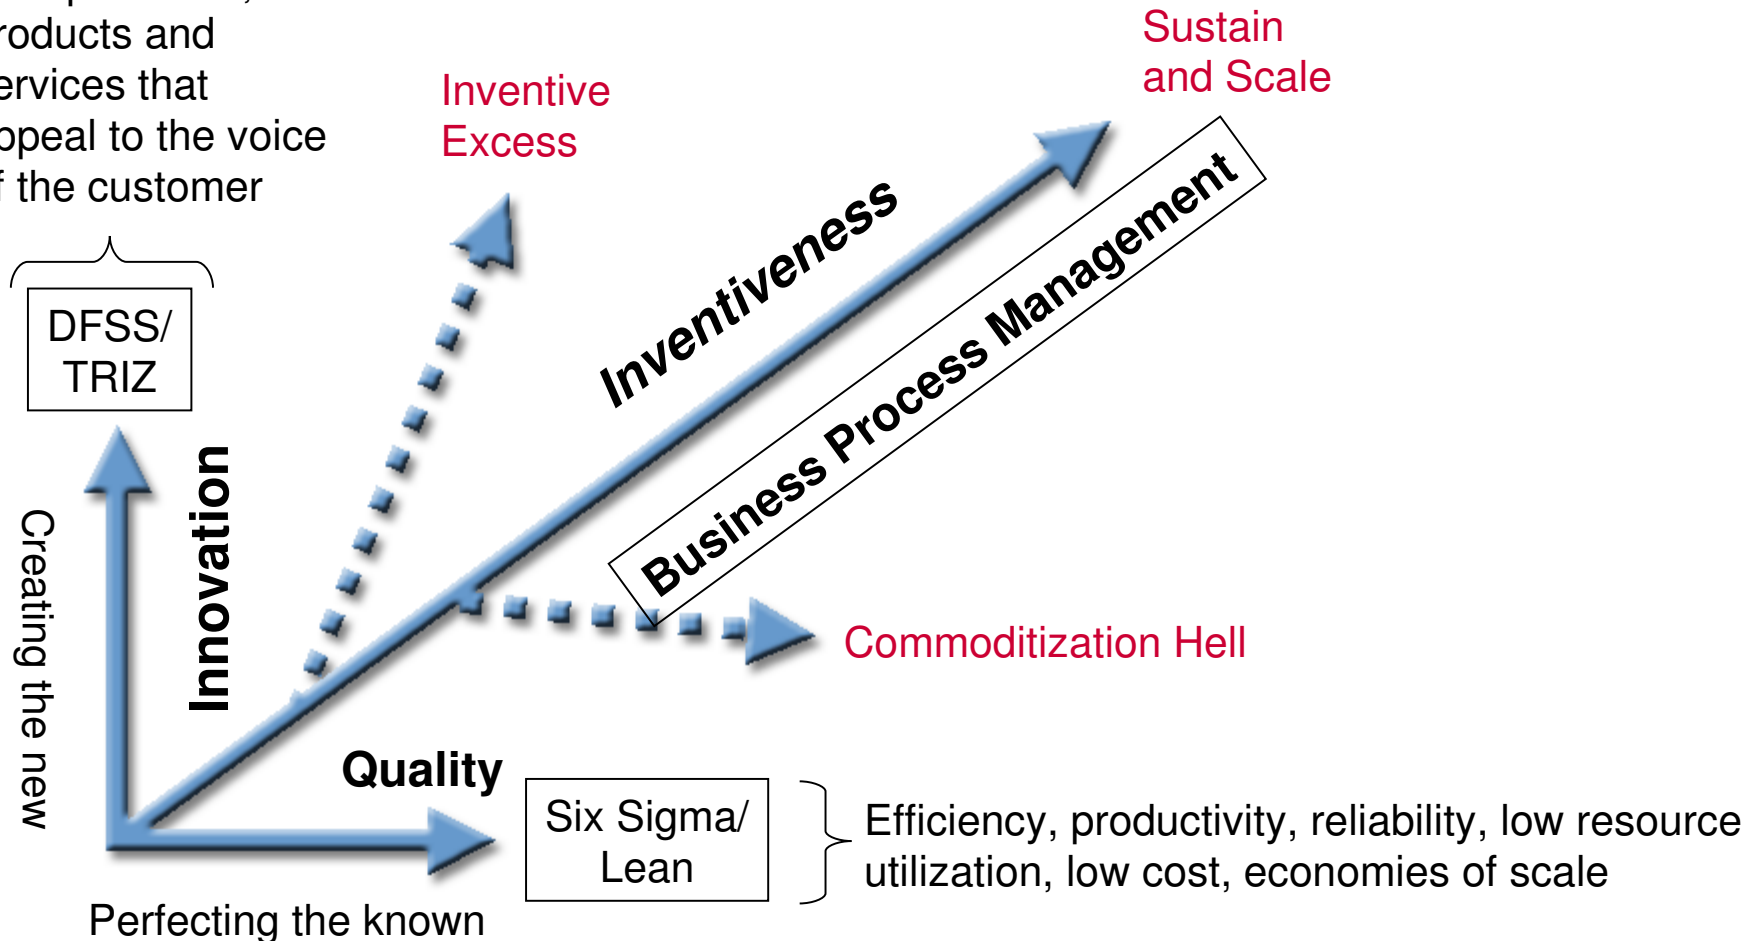 roducts and
ervices that
ppeal to the voice
f the customer
DFSS/
TRIZ
Creating the new
Innovation
Inventive
Excess
Inventiveness
Business Process Management
Sustain
and Scale
Commoditization Hell
Quality
Six Sigma/
Lean
Efficiency, productivity, reliability, low resource
utilization, low cost, economies of scale
Perfecting the known